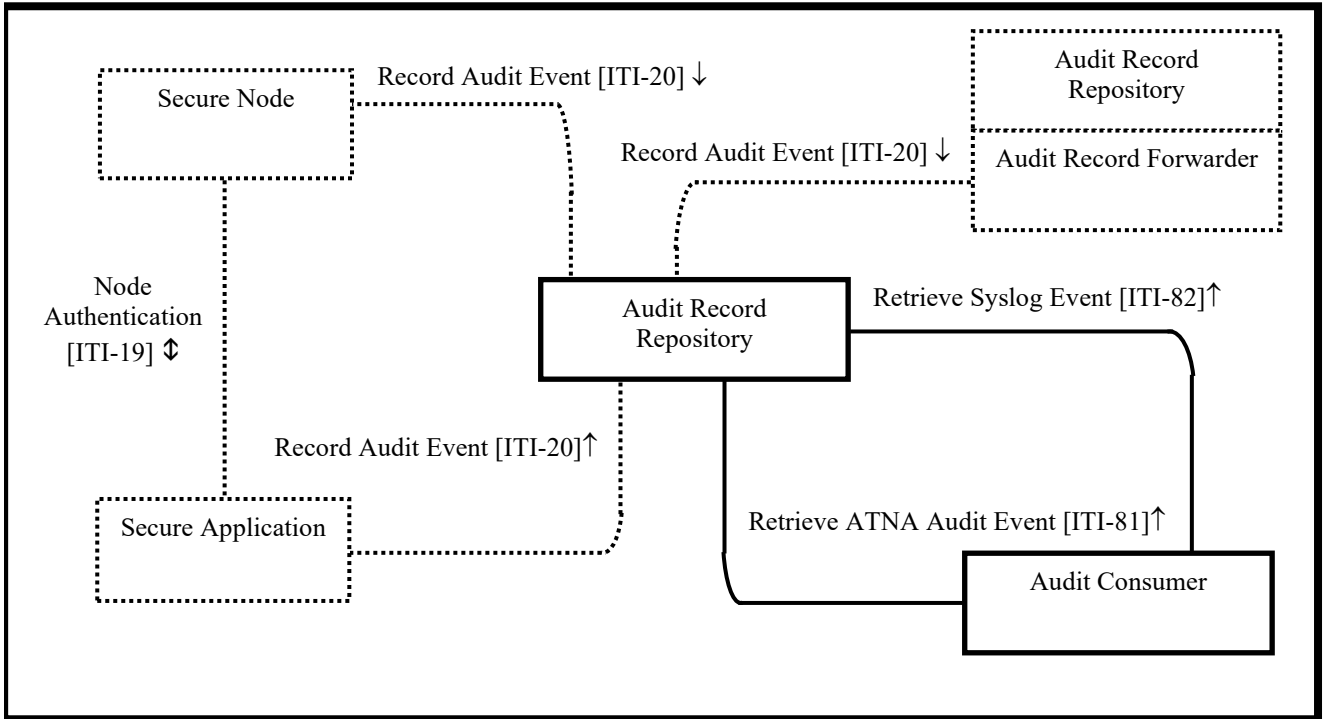 Record Audit Event [ITI-20] ↓
Secure Node
Audit Record
Repository
Record Audit Event [ITI-20] ↓
Audit Record Forwarder
Node
Authentication
[ITI-19] ⇕
Audit Record
Repository
Retrieve Syslog Event [ITI-82]↑
Record Audit Event [ITI-20]↑
Secure Application
Retrieve ATNA Audit Event [ITI-81]↑
Audit Consumer